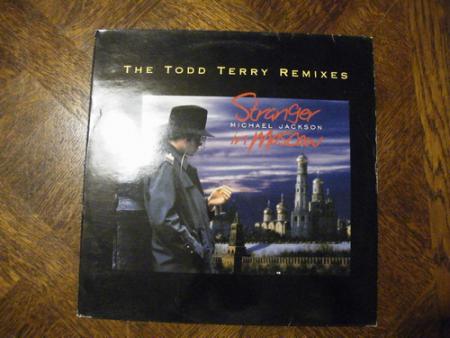 THE TODD TERRY REMIXES
Stranger
MICHAEL JACKSON
in MOSCOW